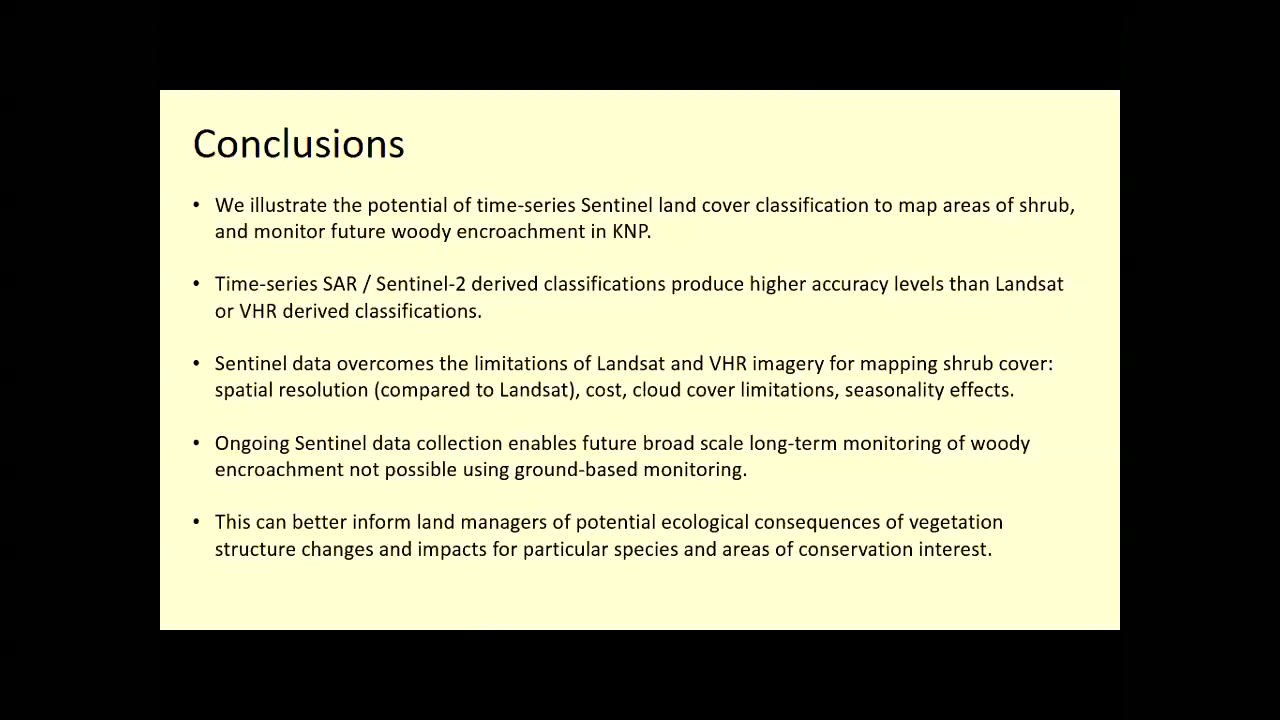 Conclusions
• We illustrate the potential of time-series Sentinel land cover classification to map areas of shrub,
and monitor future woody encroachment in KNP.
• Time-series SAR / Sentinel-2 derived classifications produce higher accuracy levels than Landsat
or VHR derived classifications.
• Sentinel data overcomes the limitations of Landsat and VHR imagery for mapping shrub cover:
spatial resolution (compared to Landsat), cost, cloud cover limitations, seasonality effects.
• Ongoing Sentinel data collection enables future broad scale long-term monitoring of woody
encroachment not possible using ground-based monitoring.
• This can better inform land managers of potential ecological consequences of vegetation
structure changes and impacts for particular species and areas of conservation interest.